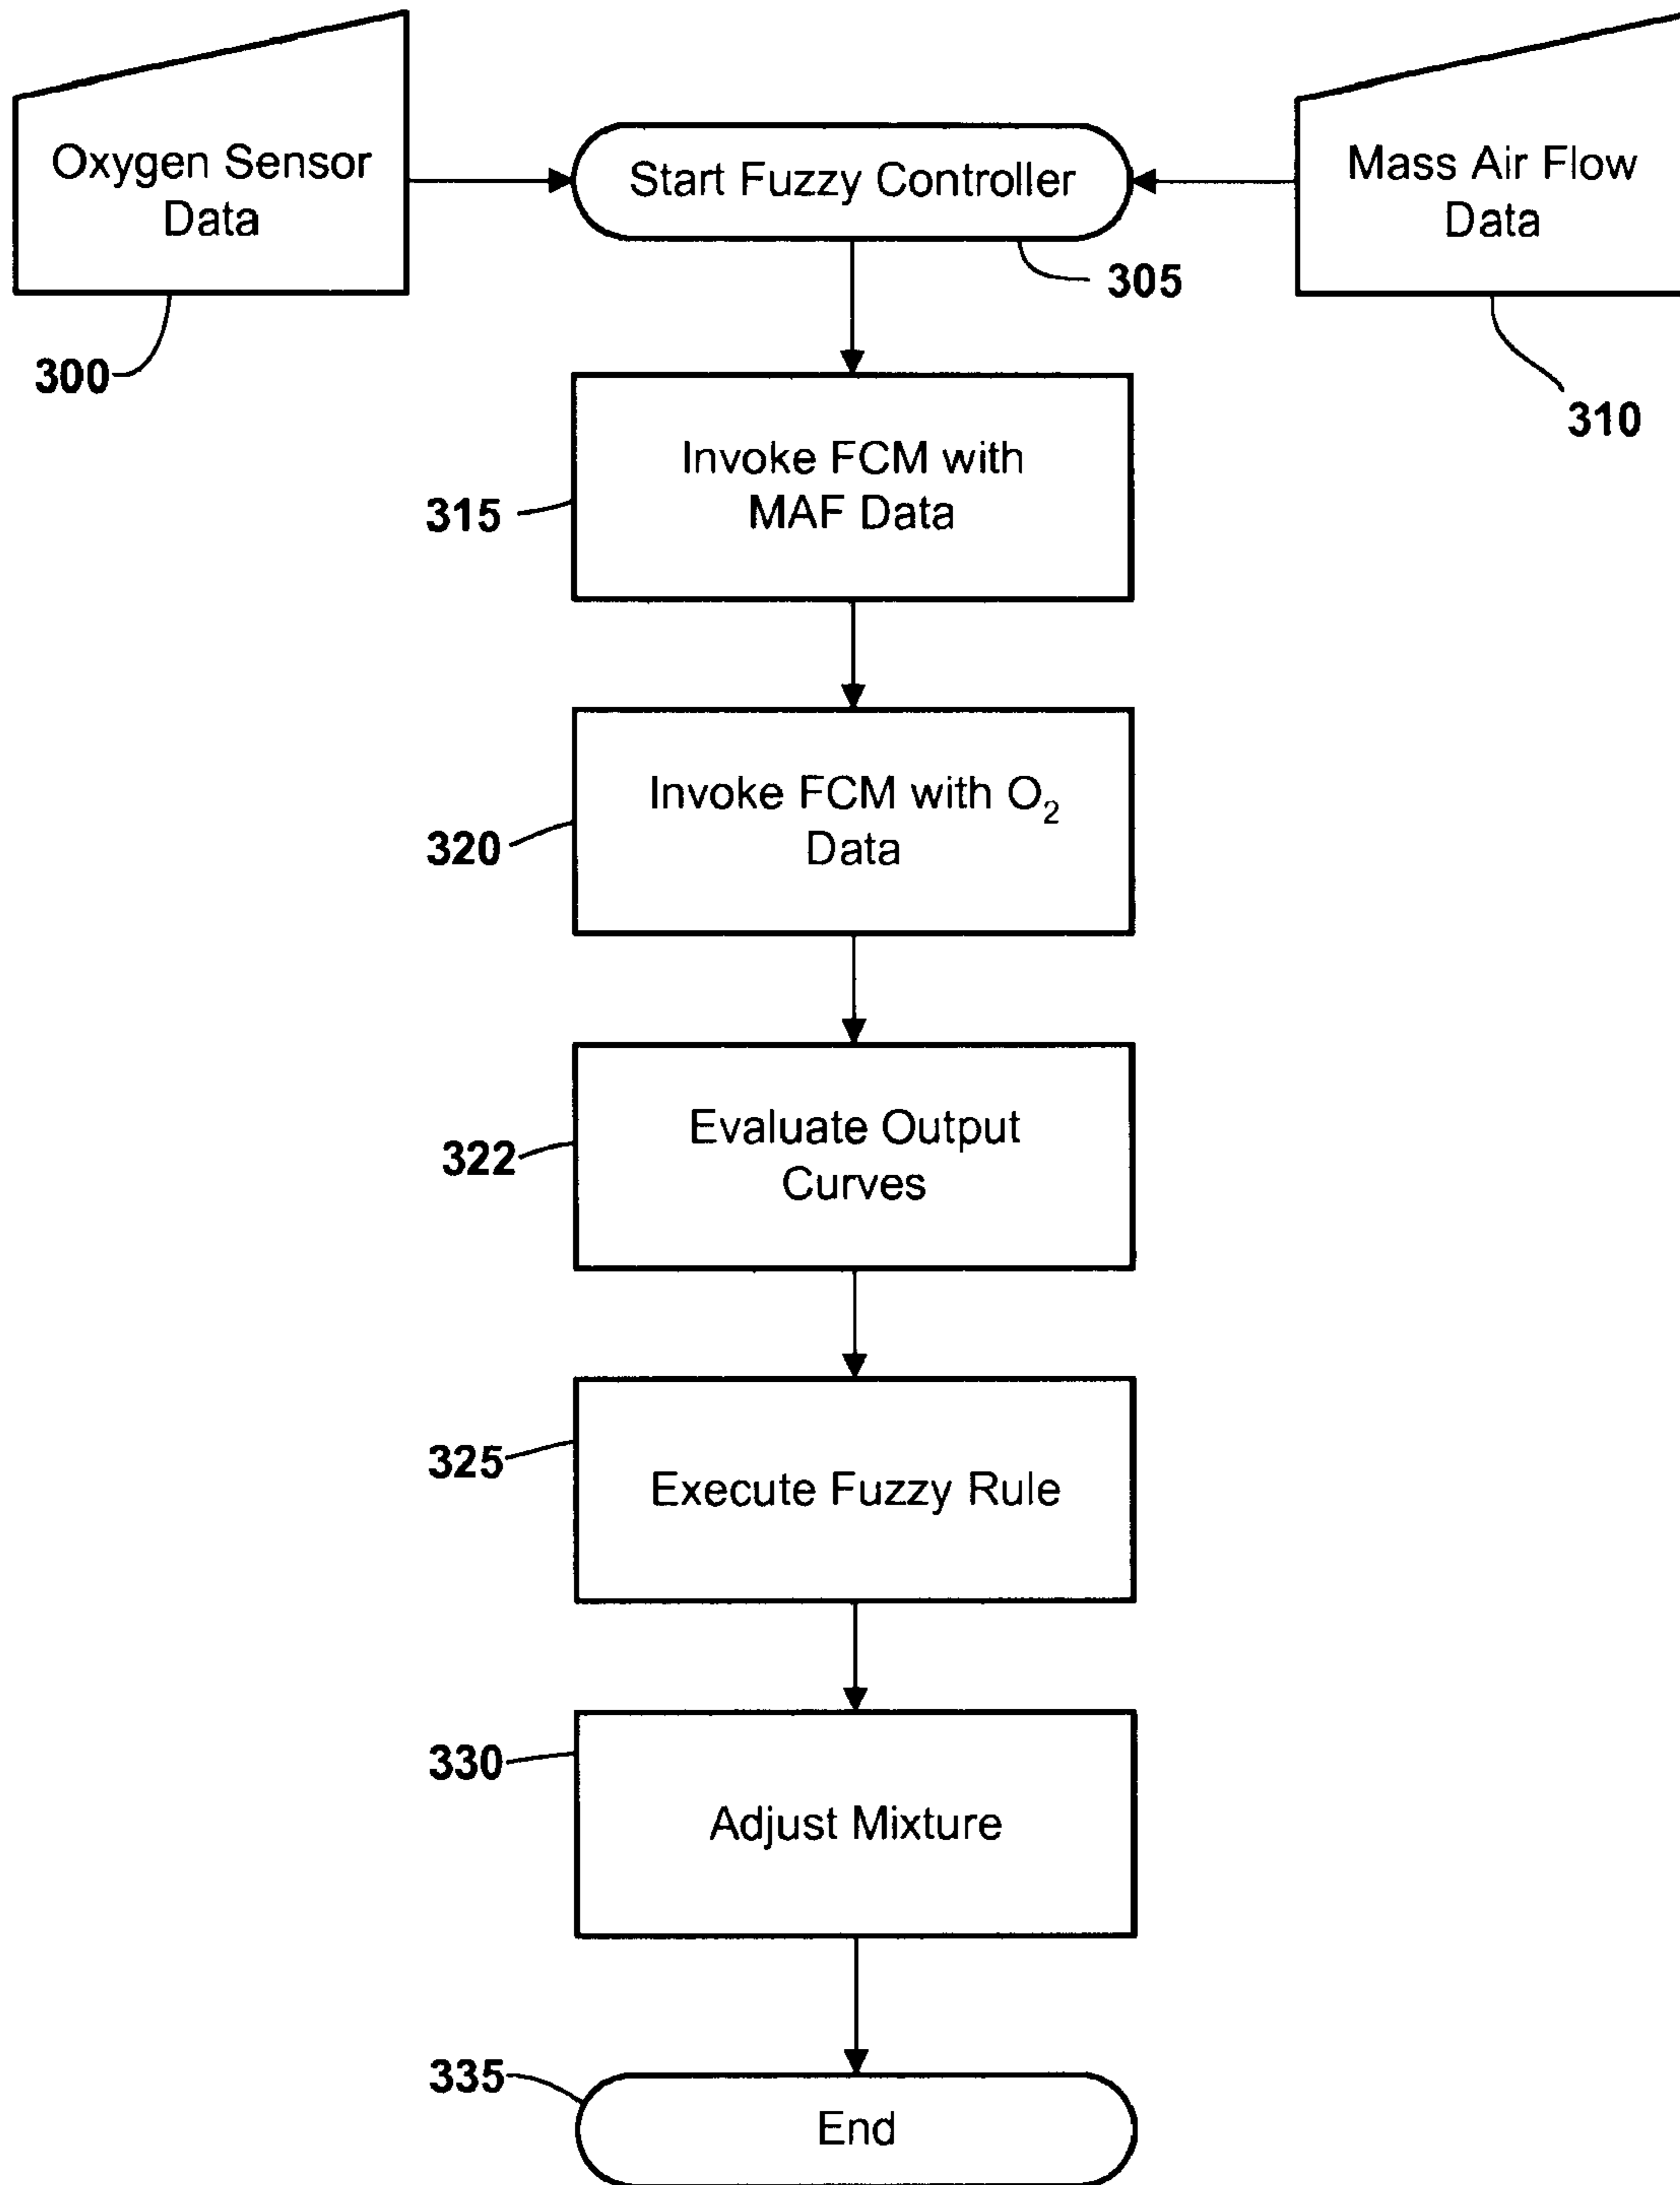 Oxygen Sensor
Data
Start Fuzzy Controller
Mass Air Flow
Data
305
300
310
Invoke FCM with
MAF Data
315
Invoke FCM with O₂
Data
320
Evaluate Output
Curves
322
325
Execute Fuzzy Rule
330
Adjust Mixture
335
End